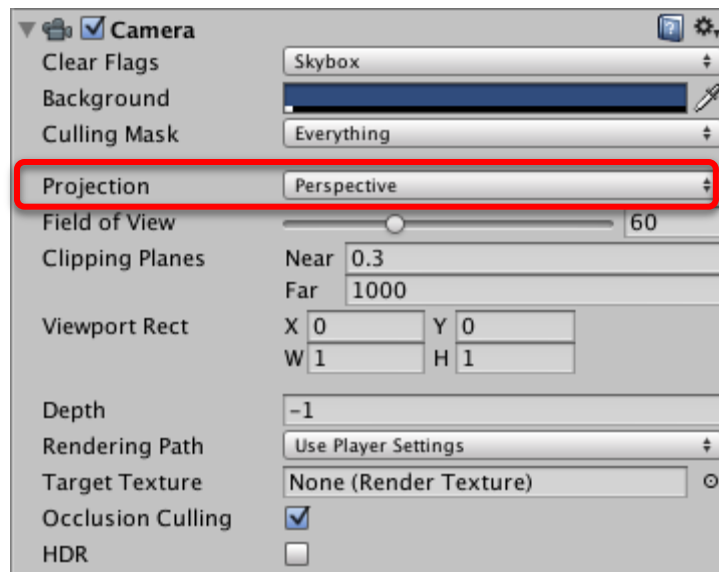 Camera
Clear Flags Skybox
Background
Culling Mask Everything
Projection Perspective
Field of View 60
Clipping Planes Near 0.3
Far 1000
Viewport Rect X 0 Y 0
W 1 H 1
Depth -1
Rendering Path Use Player Settings
Target Texture None (Render Texture)
Occlusion Culling
HDR